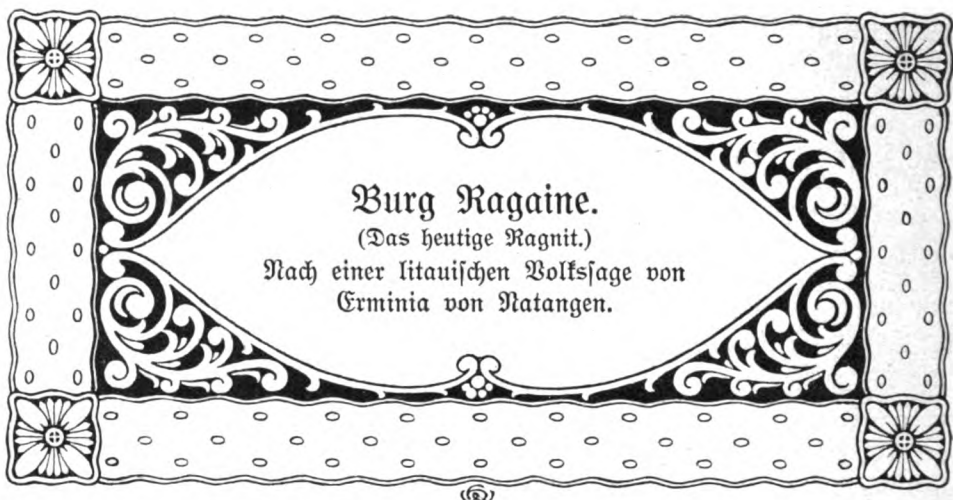 Burg Ragaine.
(Das heutige Ragnit.)
Nach einer litauischen Volkssage von
Erminia von Natangen.